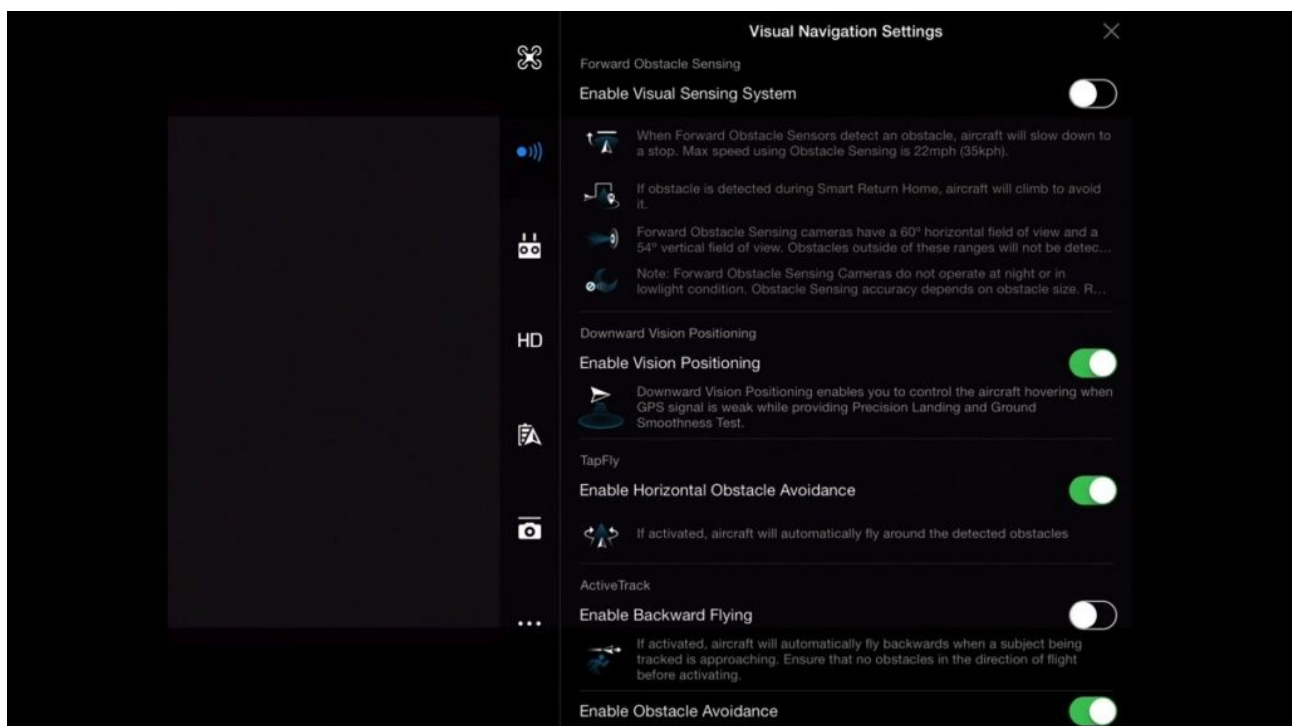 Visual Navigation Settings
Forward Obstacle Sensing
Enable Visual Sensing System
When Forward Obstacle Sensors detect an obstacle, aircraft will slow down to
a stop. Max speed using Obstacle Sensing is 22mph (35kph).
If obstacle is detected during Smart Return Home, aircraft will climb to avoid
it.
Forward Obstacle Sensing cameras have a 60° horizontal field of view and a
54° vertical field of view. Obstacles outside of these ranges will not be detec...
Note: Forward Obstacle Sensing Cameras do not operate at night or in
lowlight condition. Obstacle Sensing accuracy depends on obstacle size. R...
HD
Downward Vision Positioning
Enable Vision Positioning
Downward Vision Positioning enables you to control the aircraft hovering when
GPS signal is weak while providing Precision Landing and Ground
Smoothness Test.
TapFly
Enable Horizontal Obstacle Avoidance
If activated, aircraft will automatically fly around the detected obstacles
ActiveTrack
Enable Backward Flying
If activated, aircraft will automatically fly backwards when a subject being
tracked is approaching. Ensure that no obstacles in the direction of flight
before activating.
Enable Obstacle Avoidance